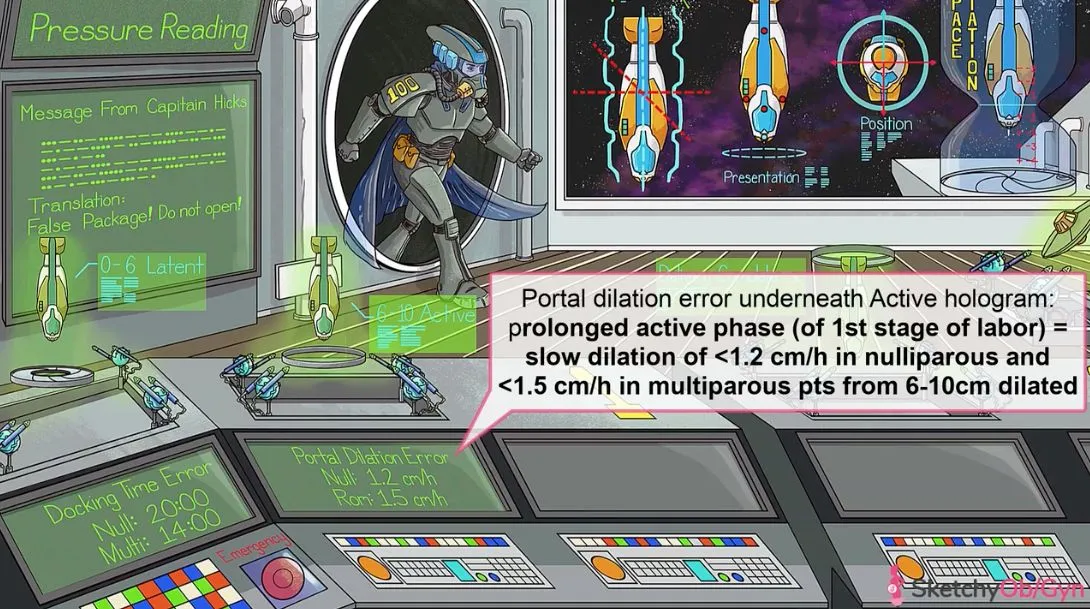 Pressure Reading
Message From Capitain Hicks
Translation:
False Package! Do not open!
0-6 Latent
100
6-10 Active
Position
Presentation
SPACE
STATION
-3
Portal dilation error underneath Active hologram:
prolonged active phase (of 1st stage of labor) =
slow dilation of <1.2 cm/h in nulliparous and
<1.5 cm/h in multiparous pts from 6-10cm dilated
Docking Time Error
Null: 20:00
Multi: 14:00
Portal Dilation Error
Null: 1.2 cm/h
Rom: 1.5 cm/h
Emergency
SketchyOb/Gyn